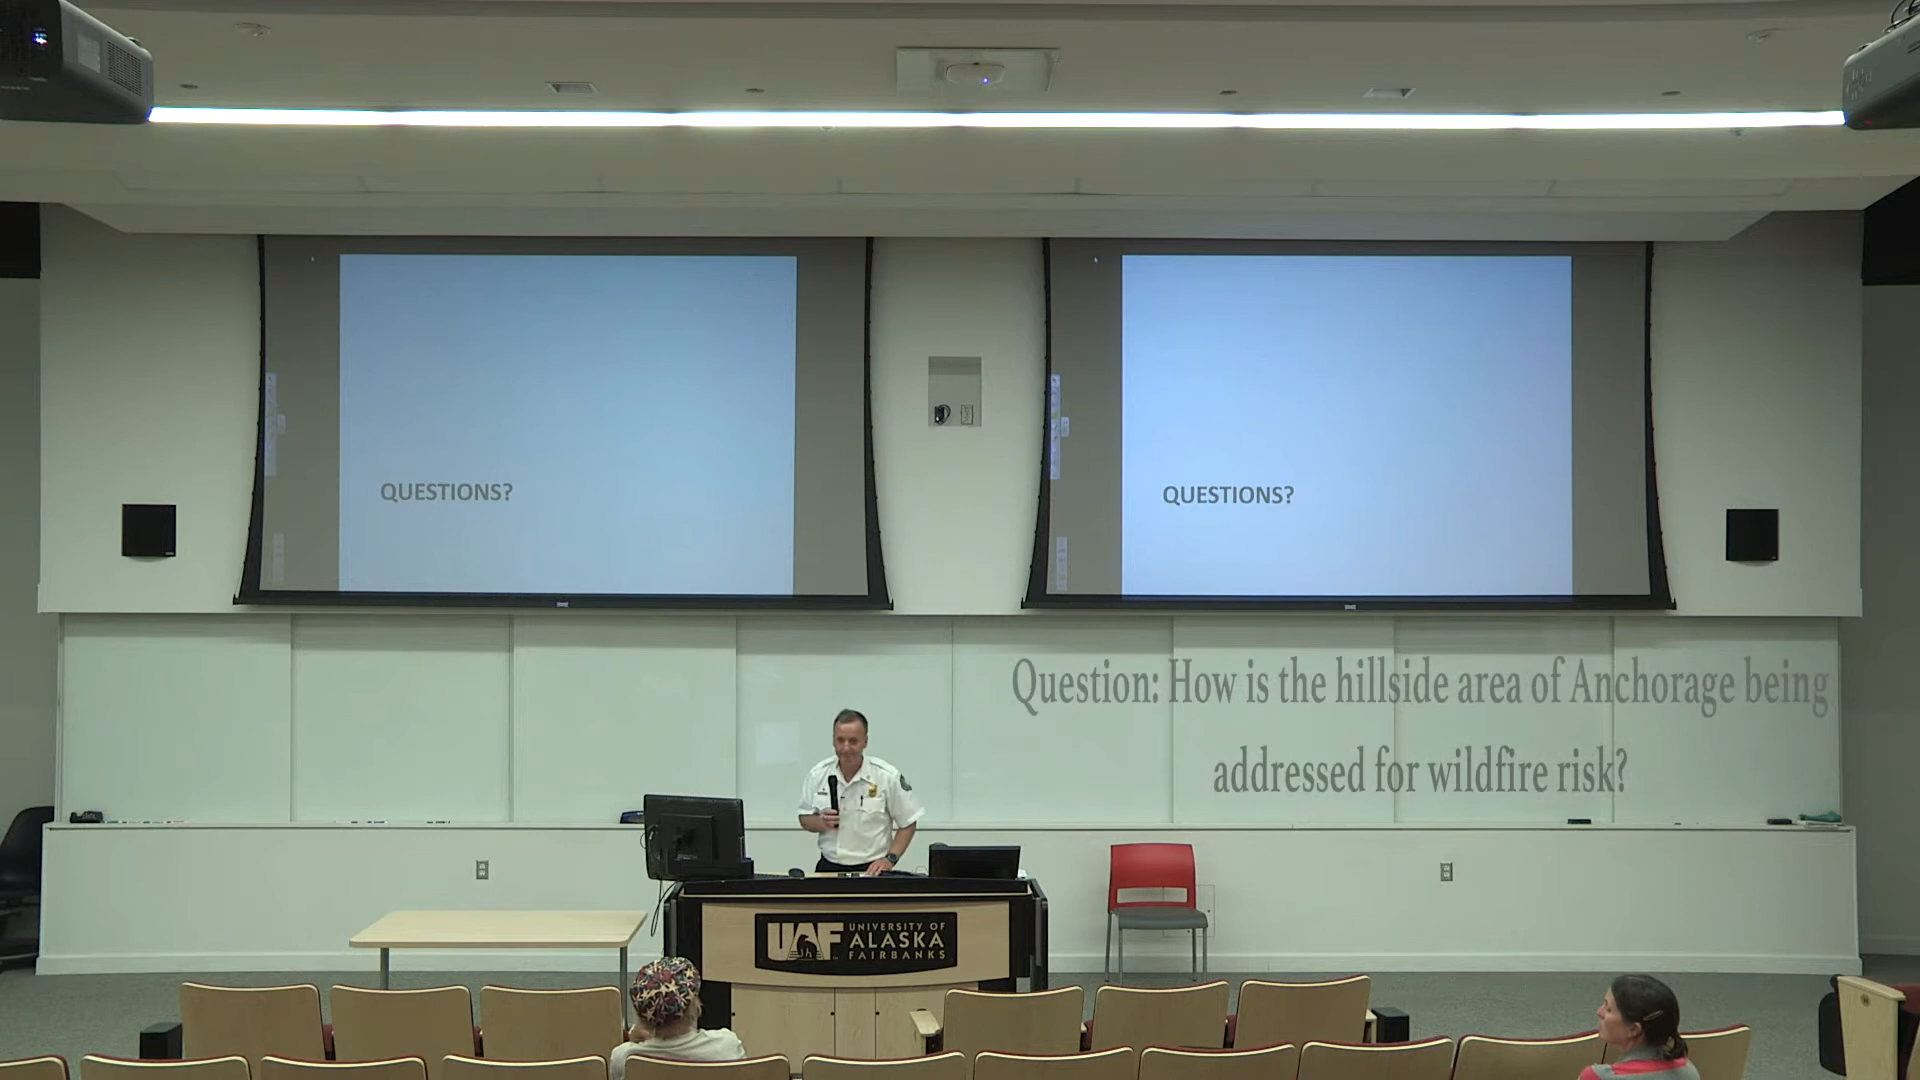 QUESTIONS?
QUESTIONS?
Question: How is the hillside area of Anchorage being
addressed for wildfire risk?
UAF UNIVERSITY OF
ALASKA
FAIRBANKS